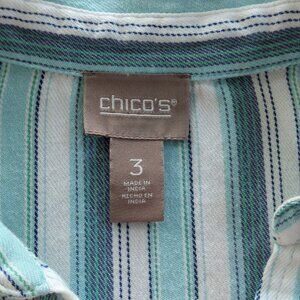 chico's®
3
MADE IN
INDIA
HECHO EN
INDIA